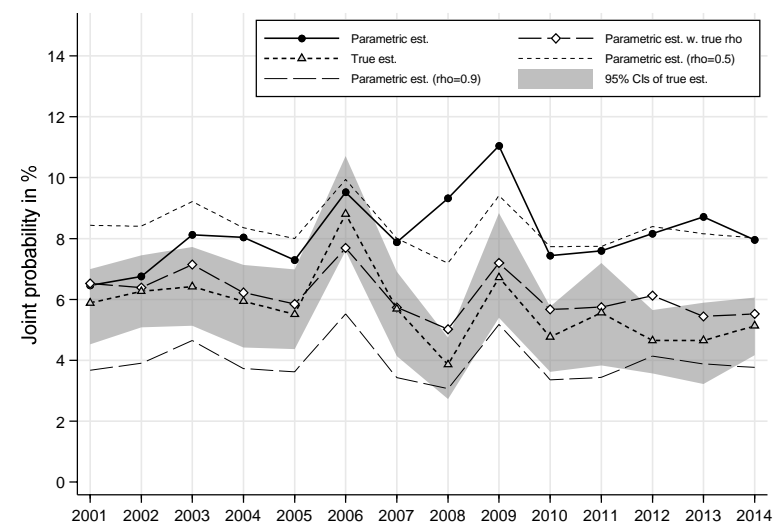 Parametric est.
Parametric est. w. true rho
True est.
Parametric est. (rho=0.5)
Parametric est. (rho=0.9)
95% CIs of true est.
Joint probability in %
14
12
10
8
6
4
2
0
2001 2002 2003 2004 2005 2006 2007 2008 2009 2010 2011 2012 2013 2014